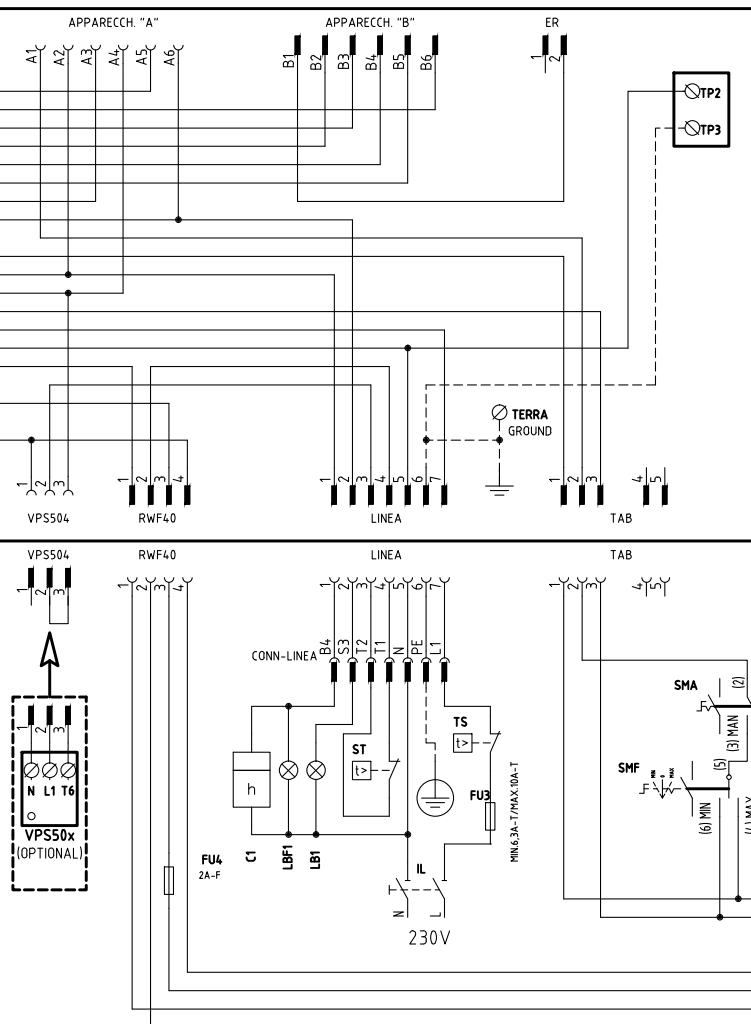 APPARECCH. "A"
APPARECCH. "B"
ER
A1 A2 A3 A4 A5 A6
B1 B2 B3 B4 B5 B6
1 2
TP2
TP3
TERRA
GROUND
1 2 3
1 2 3 4
1 2 3 4 5 6 7
1 2 3 4 5
VPS504
RWF40
LINEA
TAB
VPS504
RWF40
LINEA
TAB
1 2 3
1 2 3 4
1 2 3 4 5 6 7
1 2 3 4 5
CONN-LINEA
B4 S3 T2 T1 N PE L1
SMA
(2)
(3) MAN
SMF
MIN 0 MAX
(5)
(6) MIN
(4) MAX
1 2 3
N L1 T6
VPS50x
(OPTIONAL)
ST
t>
TS
t>
h
FU3
MIN.6,3A-T/MAX.10A-T
FU4
2A-F
C1
LBF1
LB1
IL
N
L
230V